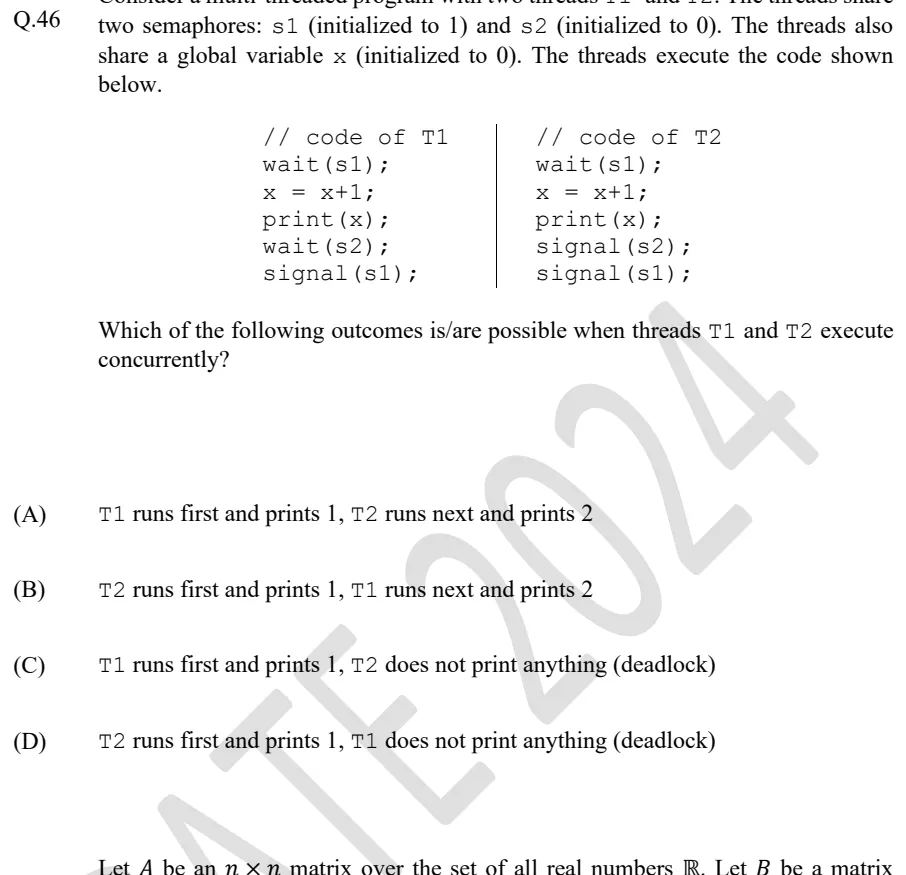 Consider a multi-threaded program with two threads T1 and T2. The threads share
Q.46 two semaphores: s1 (initialized to 1) and s2 (initialized to 0). The threads also
share a global variable x (initialized to 0). The threads execute the code shown
below.
// code of T1 // code of T2
wait(s1); wait(s1);
x = x+1; x = x+1;
print(x); print(x);
wait(s2); signal(s2);
signal(s1); signal(s1);
Which of the following outcomes is/are possible when threads T1 and T2 execute
concurrently?
(A) T1 runs first and prints 1, T2 runs next and prints 2
(B) T2 runs first and prints 1, T1 runs next and prints 2
(C) T1 runs first and prints 1, T2 does not print anything (deadlock)
(D) T2 runs first and prints 1, T1 does not print anything (deadlock)
Let A be an n × n matrix over the set of all real numbers ℝ. Let B be a matrix
ATE 2024